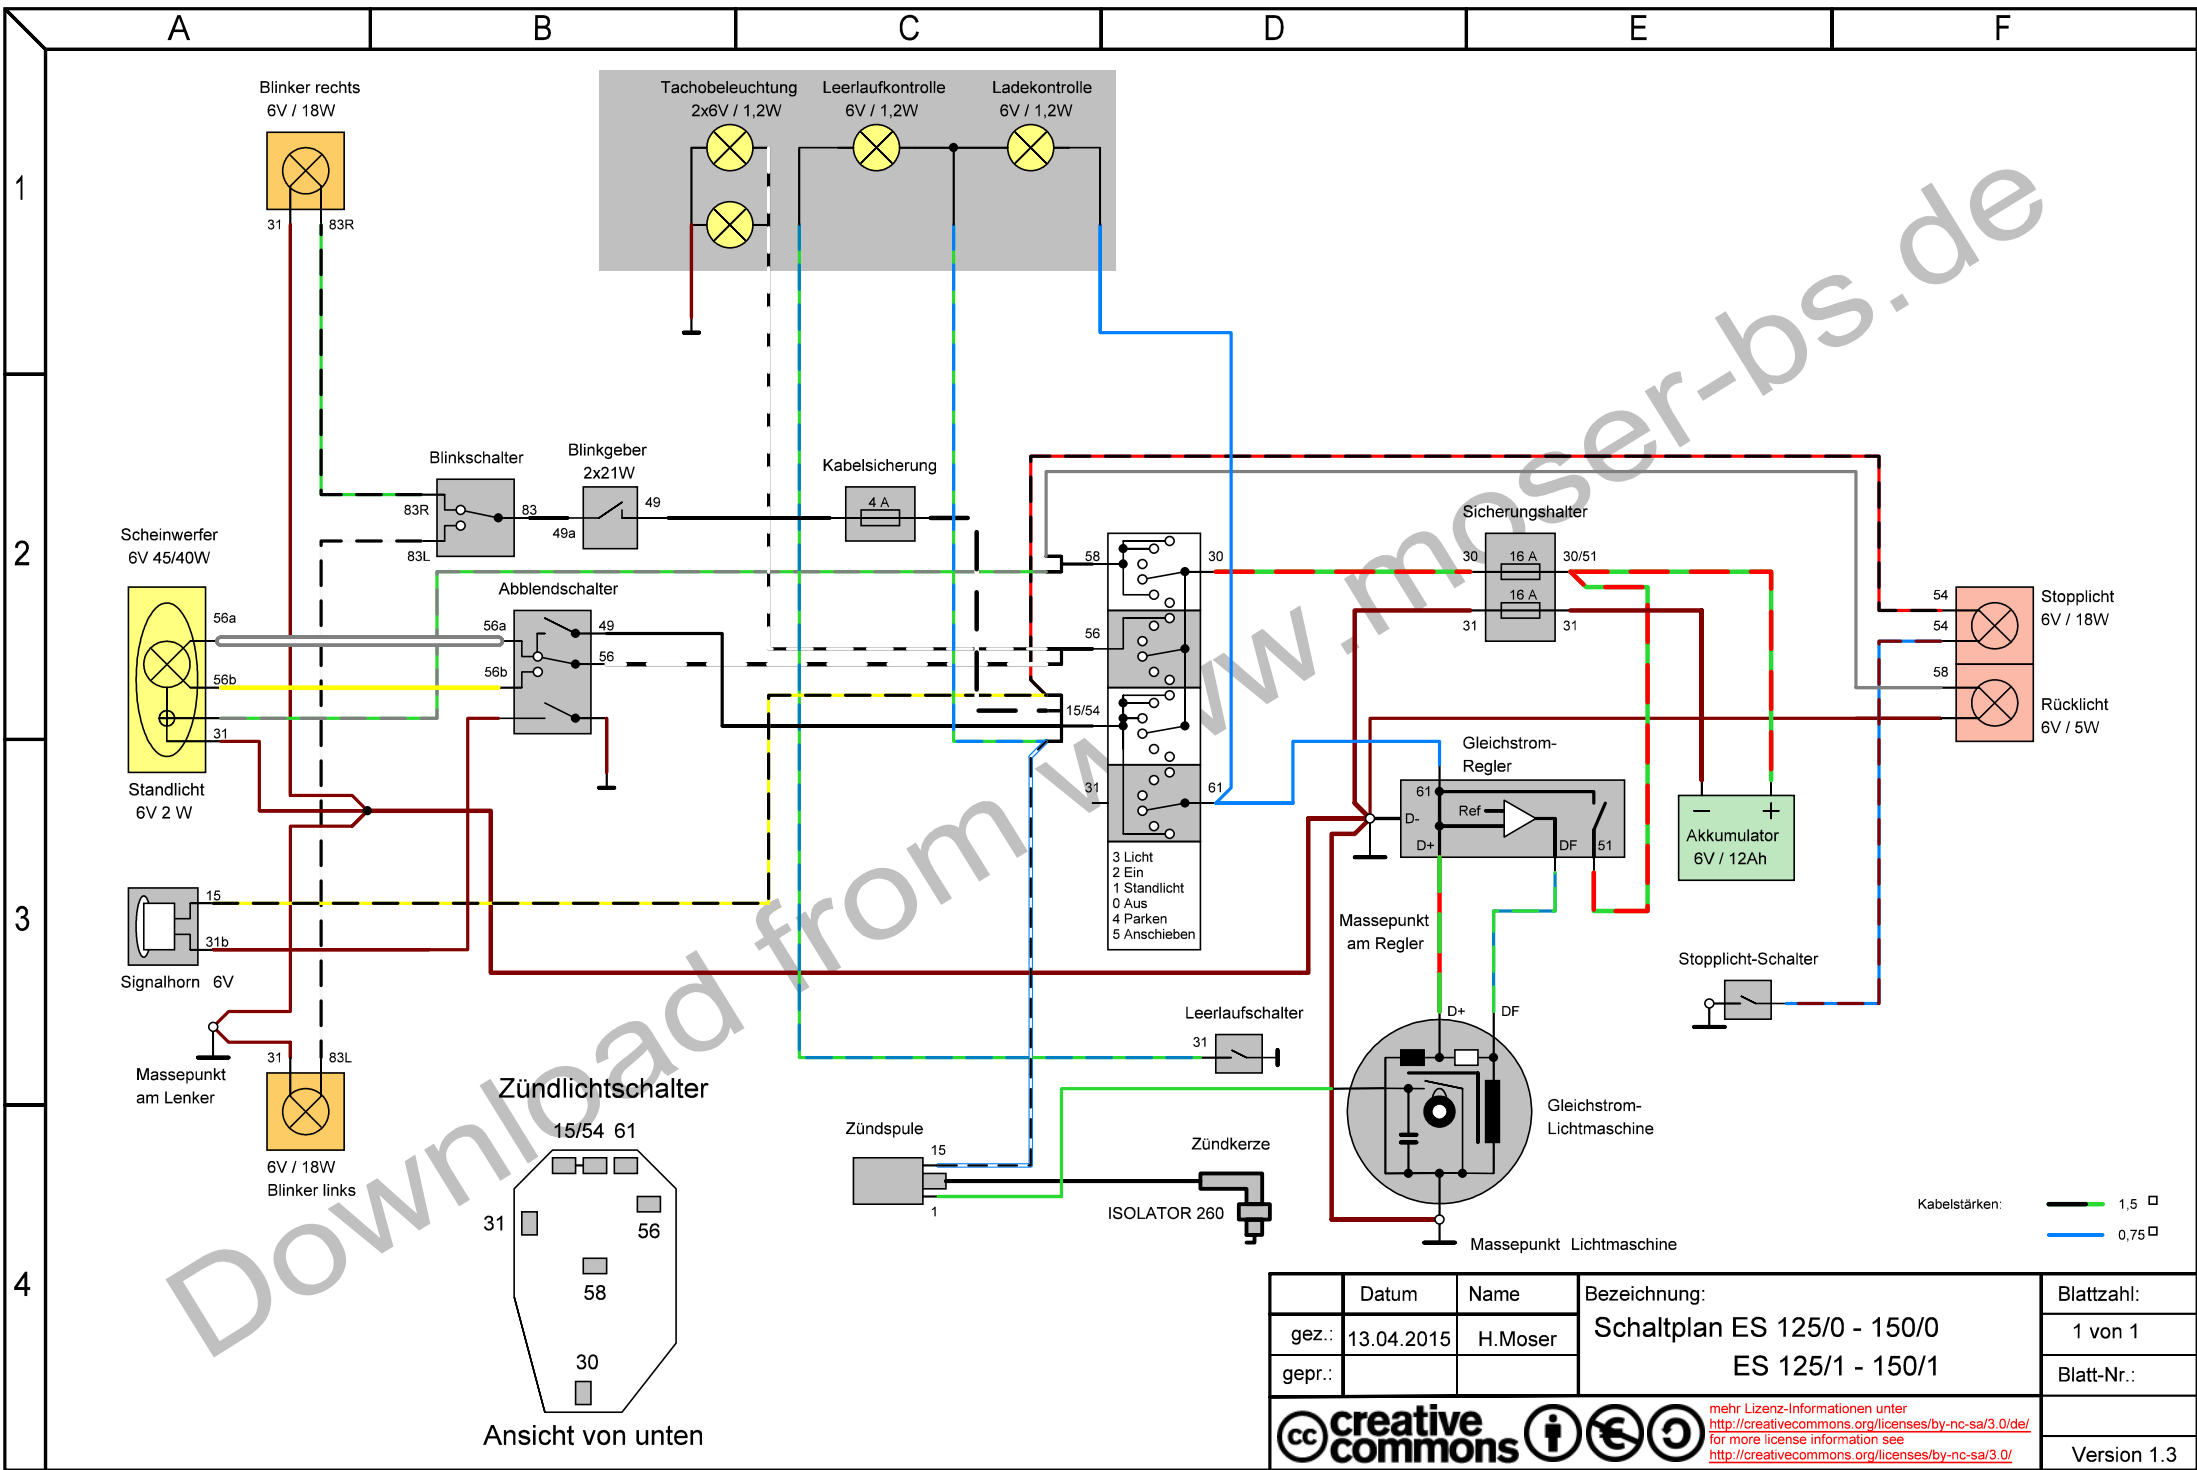 A B C D E F
1
2
3
4
Blinker rechts
6V / 18W
31
83R
Tachobeleuchtung
2x6V / 1,2W
Leerlaufkontrolle
6V / 1,2W
Ladekontrolle
6V / 1,2W
Blinkschalter
83R
83L
83
Blinkgeber
2x21W
49a
49
Kabelsicherung
4 A
Scheinwerfer
6V 45/40W
56a
56b
31
Standlicht
6V 2 W
Abblendschalter
56a
56b
49
56
58
56
15/54
31
30
61
3 Licht
2 Ein
1 Standlicht
0 Aus
4 Parken
5 Anschieben
Sicherungshalter
30
16 A
30/51
16 A
31
31
54
54
58
Stopplicht
6V / 18W
Rücklicht
6V / 5W
Gleichstrom-
Regler
61
Ref
D-
D+
DF
51
Akkumulator
6V / 12Ah
Massepunkt
am Regler
Stopplicht-Schalter
15
31b
Signalhorn 6V
Massepunkt
am Lenker
31
83L
6V / 18W
Blinker links
Leerlaufschalter
31
D+
DF
Gleichstrom-
Lichtmaschine
Massepunkt Lichtmaschine
Zündspule
15
1
Zündkerze
ISOLATOR 260
Zündlichtschalter
15/54 61
31
56
58
30
Ansicht von unten
Kabelstärken:
1,5
0,75
Datum
Name
Bezeichnung:
Blattzahl:
gez.:
13.04.2015
H.Moser
Schaltplan ES 125/0 - 150/0
ES 125/1 - 150/1
1 von 1
gepr.:
Blatt-Nr.:
cc creative
commons
mehr Lizenz-Informationen unter
http://creativecommons.org/licenses/by-nc-sa/3.0/de/
for more license information see
http://creativecommons.org/licenses/by-nc-sa/3.0/
Version 1.3
Download from www.moser-bs.de